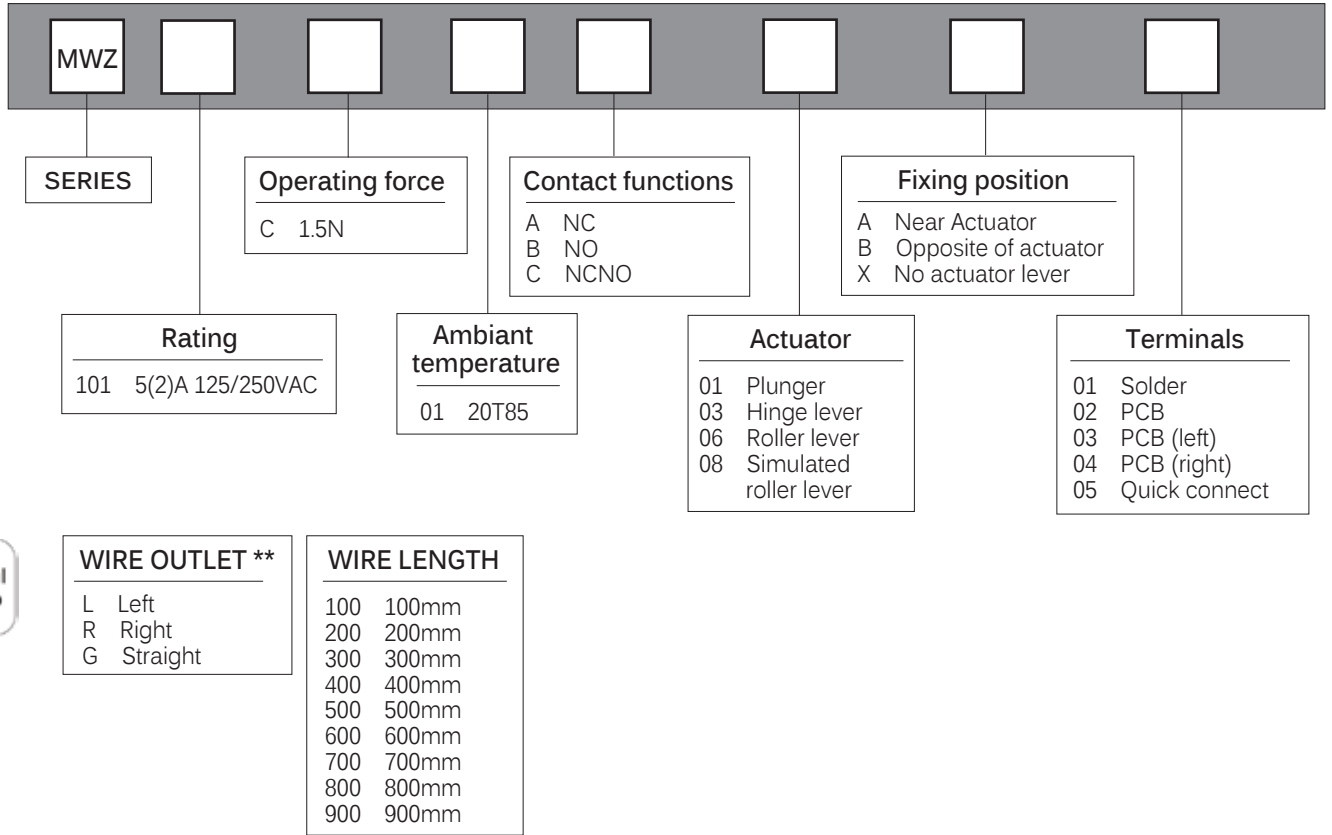 MWZ
SERIES
Operating force
C 1.5N
Contact functions
A NC
B NO
C NCNO
Fixing position
A Near Actuator
B Opposite of actuator
X No actuator lever
Rating
101 5(2)A 125/250VAC
Ambiant
temperature
01 20T85
Actuator
01 Plunger
03 Hinge lever
06 Roller lever
08 Simulated
roller lever
Terminals
01 Solder
02 PCB
03 PCB (left)
04 PCB (right)
05 Quick connect
WIRE OUTLET **
L Left
R Right
G Straight
WIRE LENGTH
100 100mm
200 200mm
300 300mm
400 400mm
500 500mm
600 600mm
700 700mm
800 800mm
900 900mm